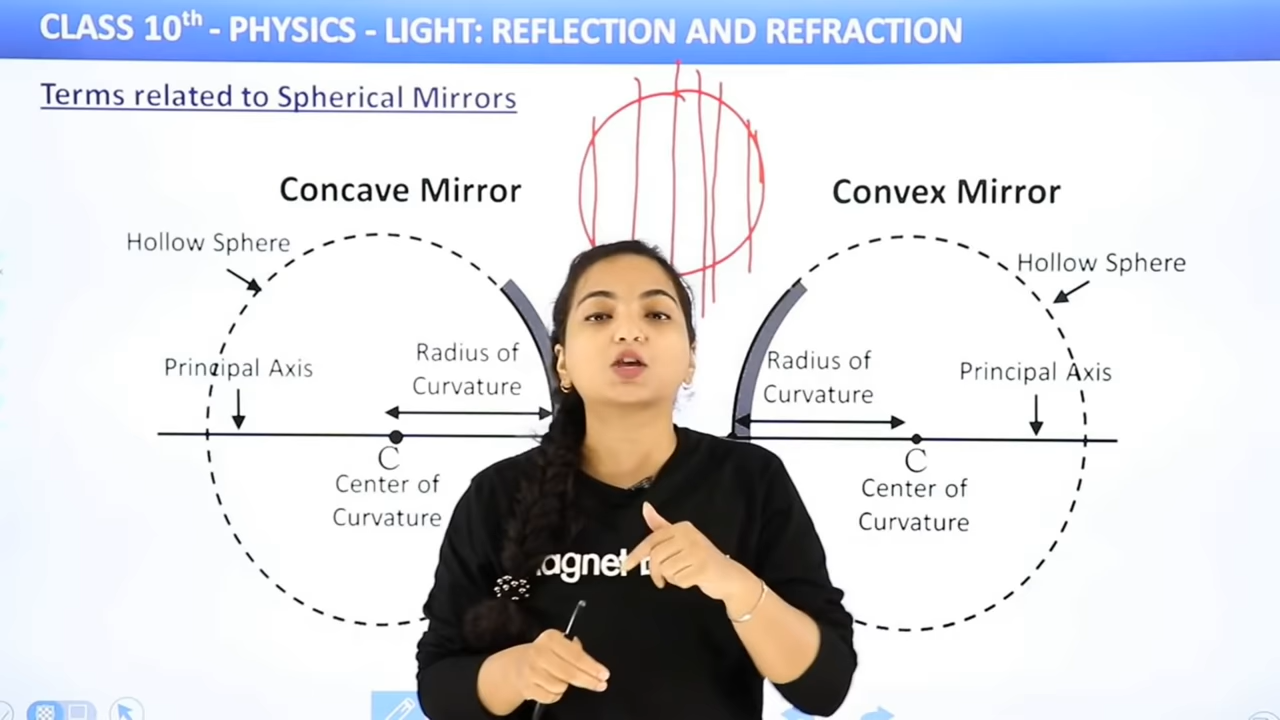 CLASS 10th - PHYSICS - LIGHT: REFLECTION AND REFRACTION
Terms related to Spherical Mirrors
Concave Mirror
Hollow Sphere
Principal Axis
Radius of
Curvature
C
Center of
Curvature
Convex Mirror
Hollow Sphere
Radius of
Curvature
Principal Axis
C
Center of
Curvature